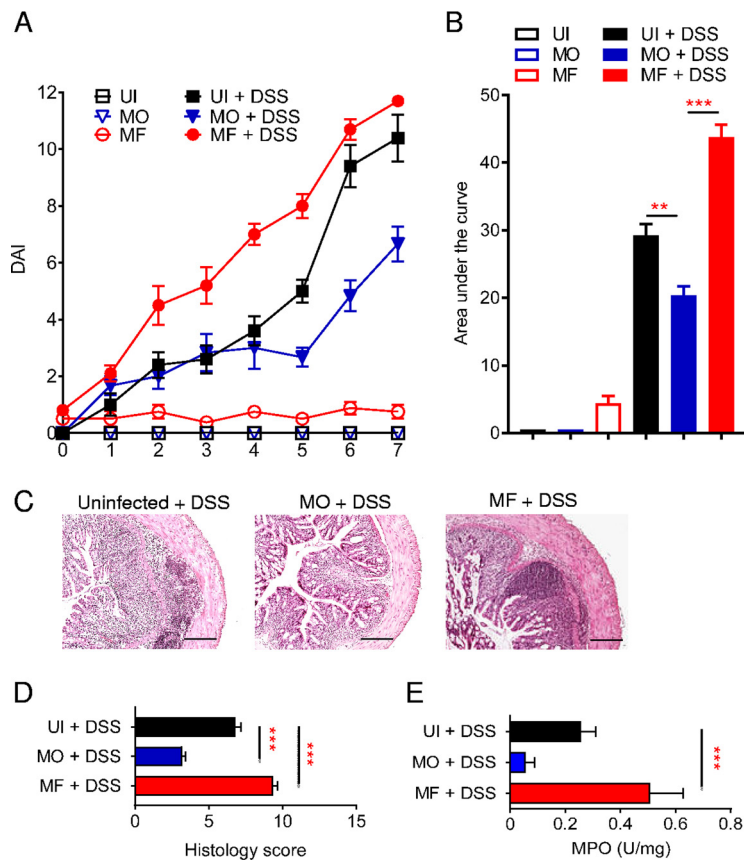 A
UI
MO
MF
UI + DSS
MO + DSS
MF + DSS
DAI
12
10
8
6
4
2
0
0 1 2 3 4 5 6 7
B
UI
MO
MF
UI + DSS
MO + DSS
MF + DSS
Area under the curve
50
40
30
20
10
0
**
***
C
Uninfected + DSS
MO + DSS
MF + DSS
D
UI + DSS
MO + DSS
MF + DSS
***
***
0 5 10 15
Histology score
E
UI + DSS
MO + DSS
MF + DSS
***
0 0.2 0.4 0.6 0.8
MPO (U/mg)